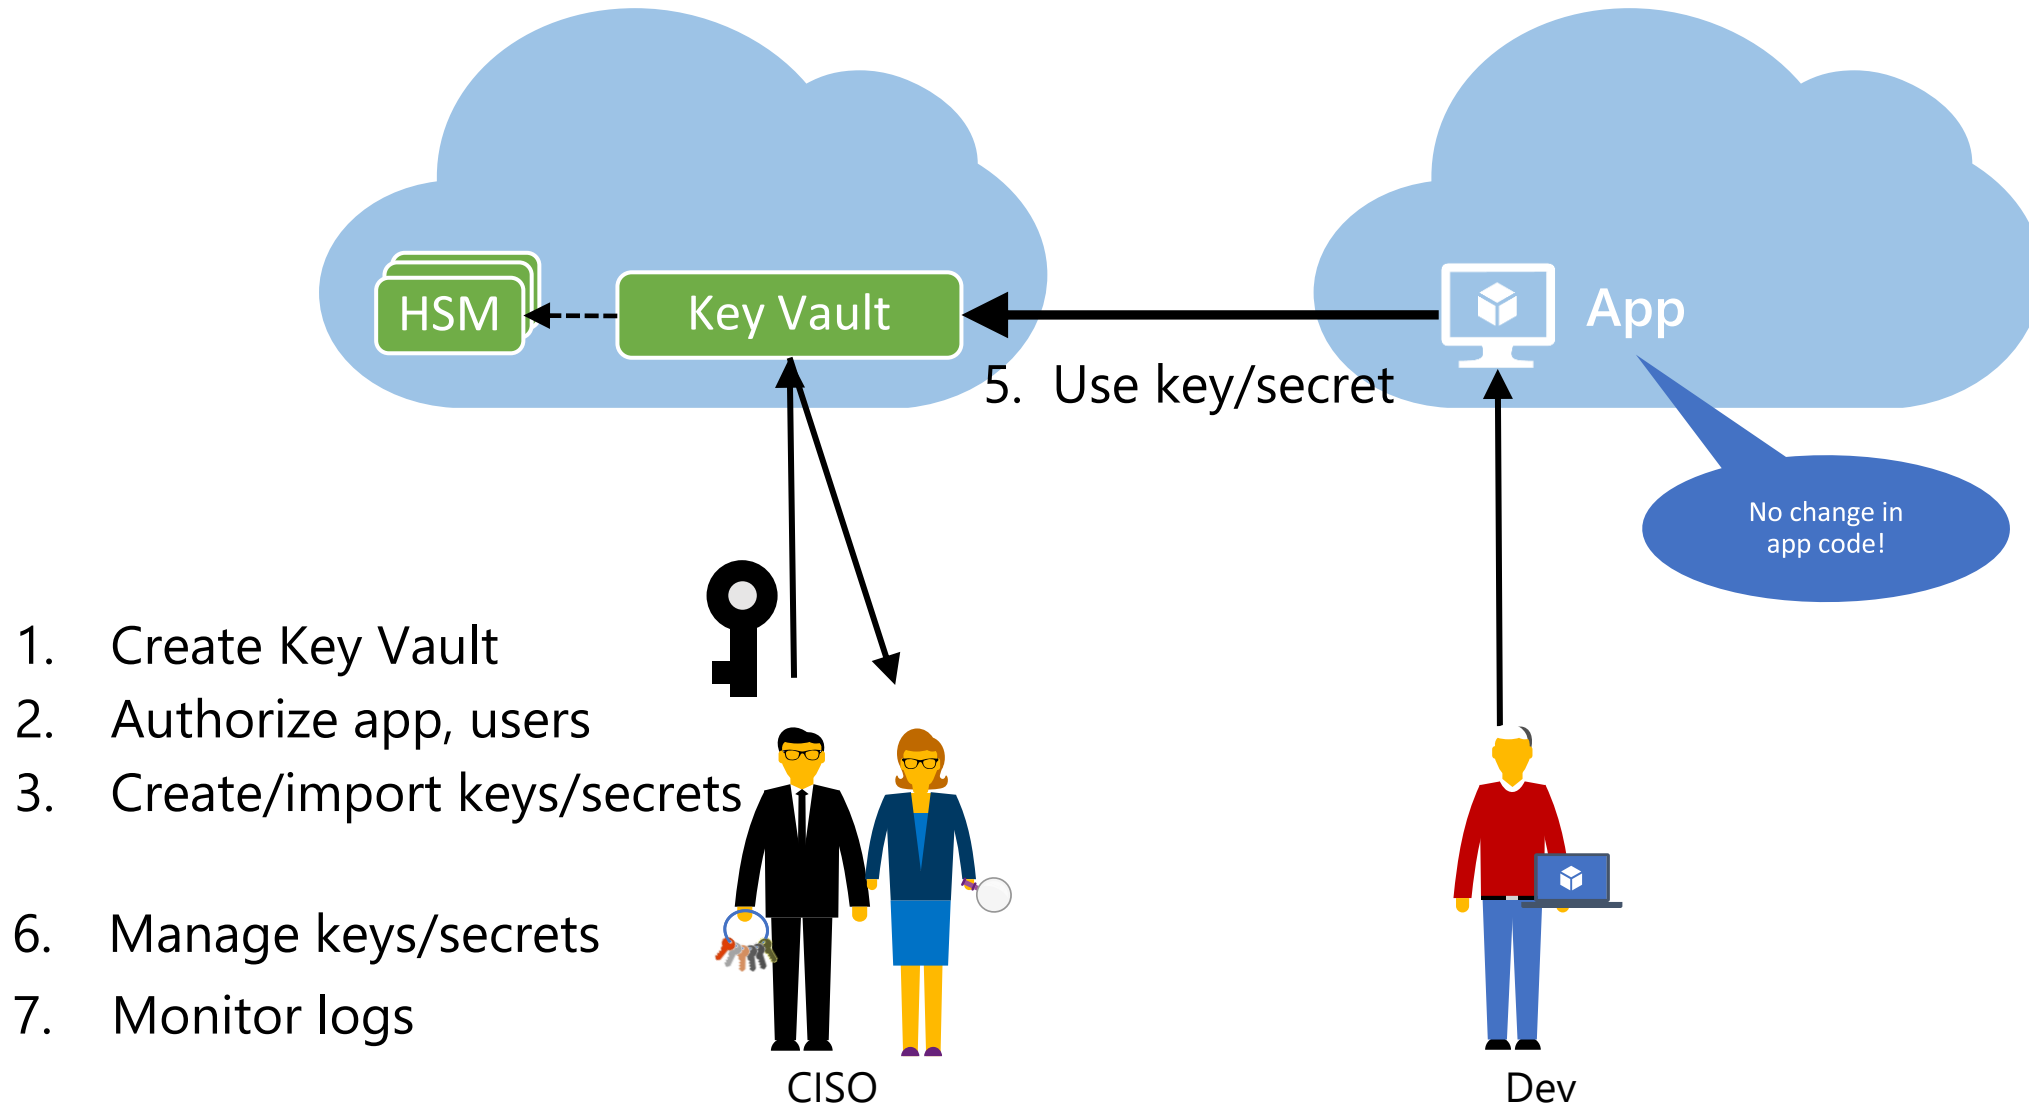 HSM
Key Vault
App
5. Use key/secret
No change in
app code!
1. Create Key Vault
2. Authorize app, users
3. Create/import keys/secrets
6. Manage keys/secrets
7. Monitor logs
CISO
Dev